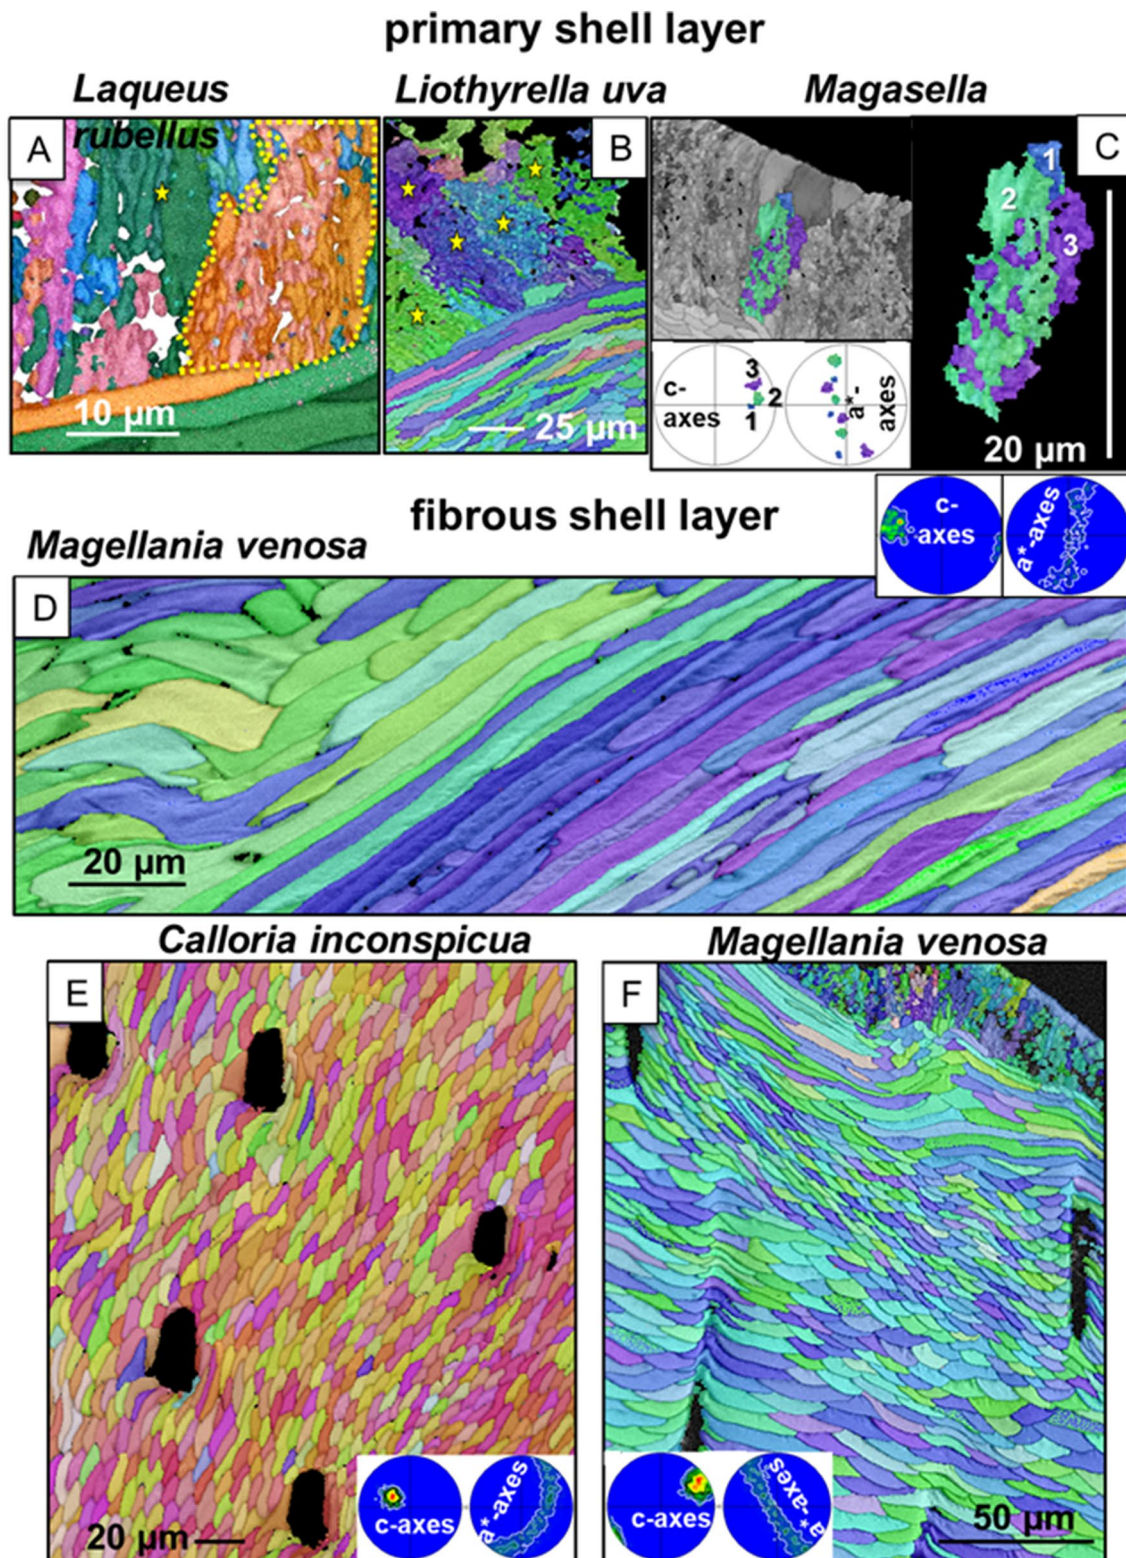 primary shell layer
Laqueus
rubellus
Liothyrella uva
Magasella
A
10 µm
B
25 µm
c-
axes
3
2
1
a*-
axes
C
1
2
3
20 µm
fibrous shell layer
c-
axes
a*-axes
Magellania venosa
D
20 µm
Calloria inconspicua
Magellania venosa
E
20 µm
c-axes
a*-axes
F
c-axes
a*-axes
50 µm